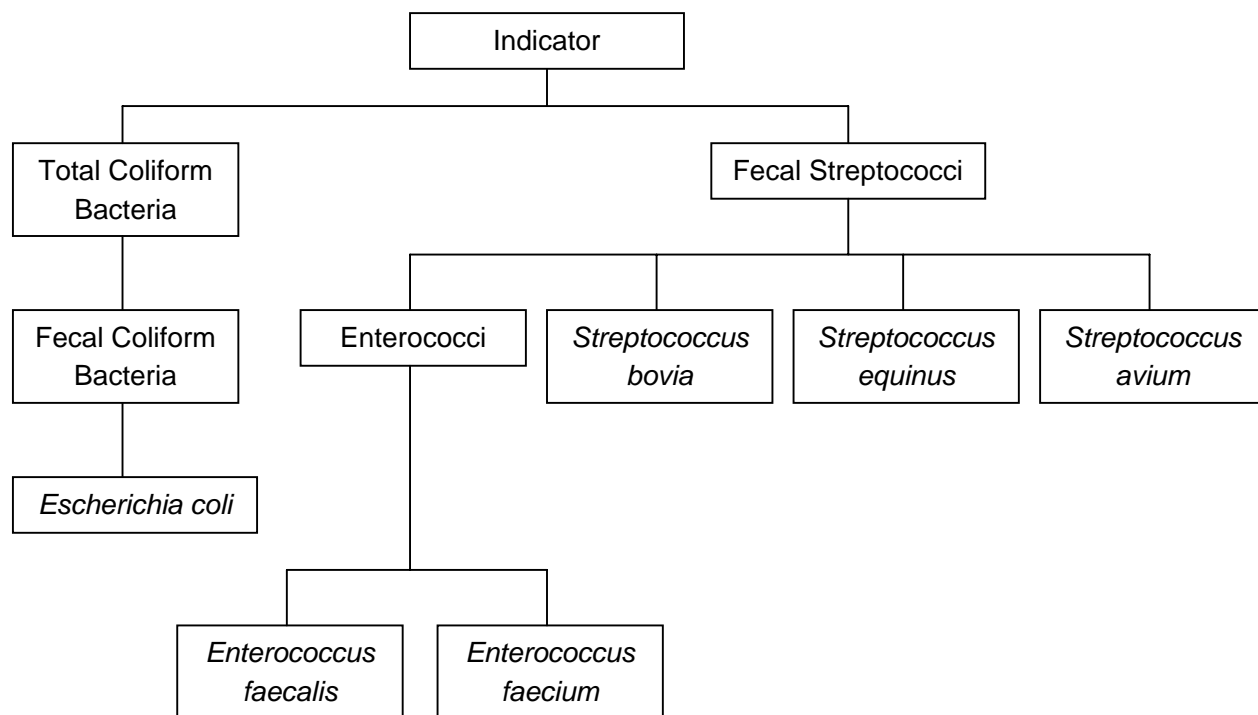 Indicator
Total Coliform
Bacteria
Fecal Streptococci
Fecal Coliform
Bacteria
Enterococci
Streptococcus
bovia
Streptococcus
equinus
Streptococcus
avium
Escherichia coli
Enterococcus
faecalis
Enterococcus
faecium